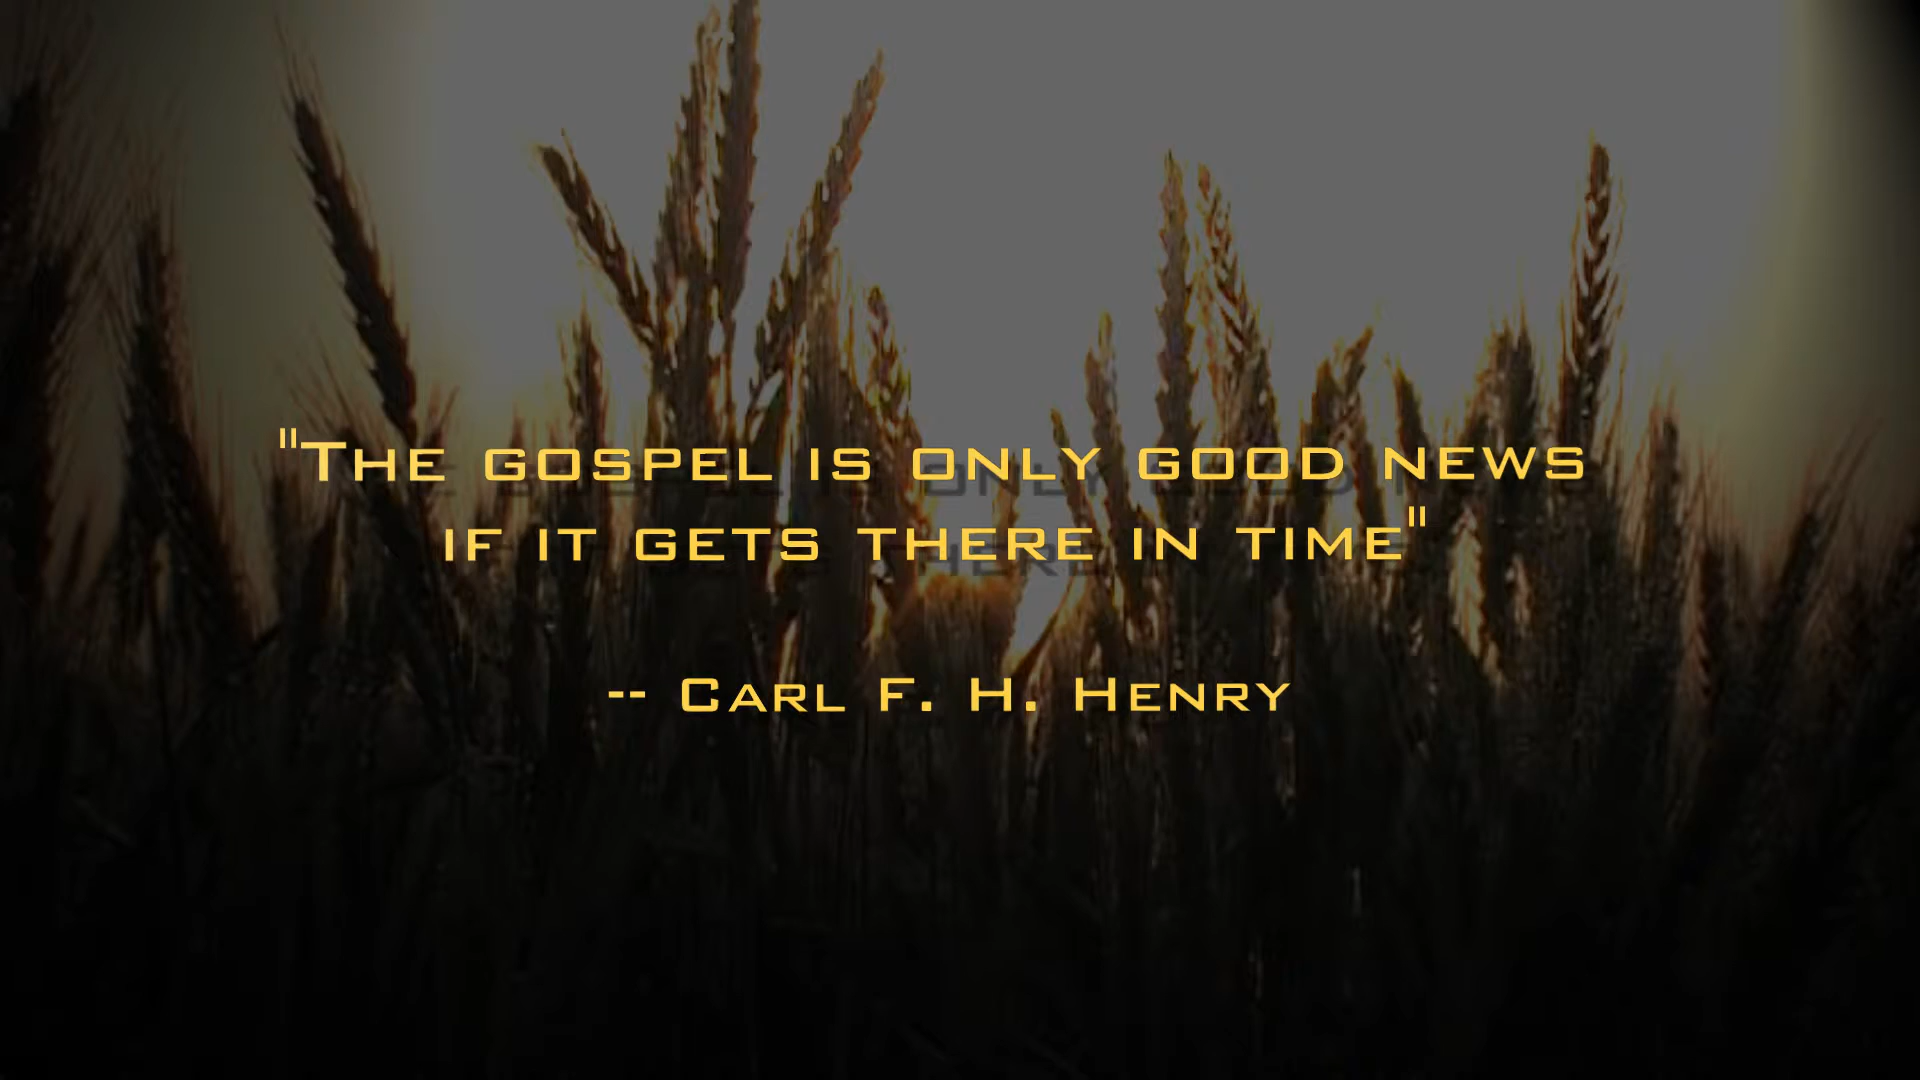 "The gospel is only good news
if it gets there in time"
-- Carl F. H. Henry